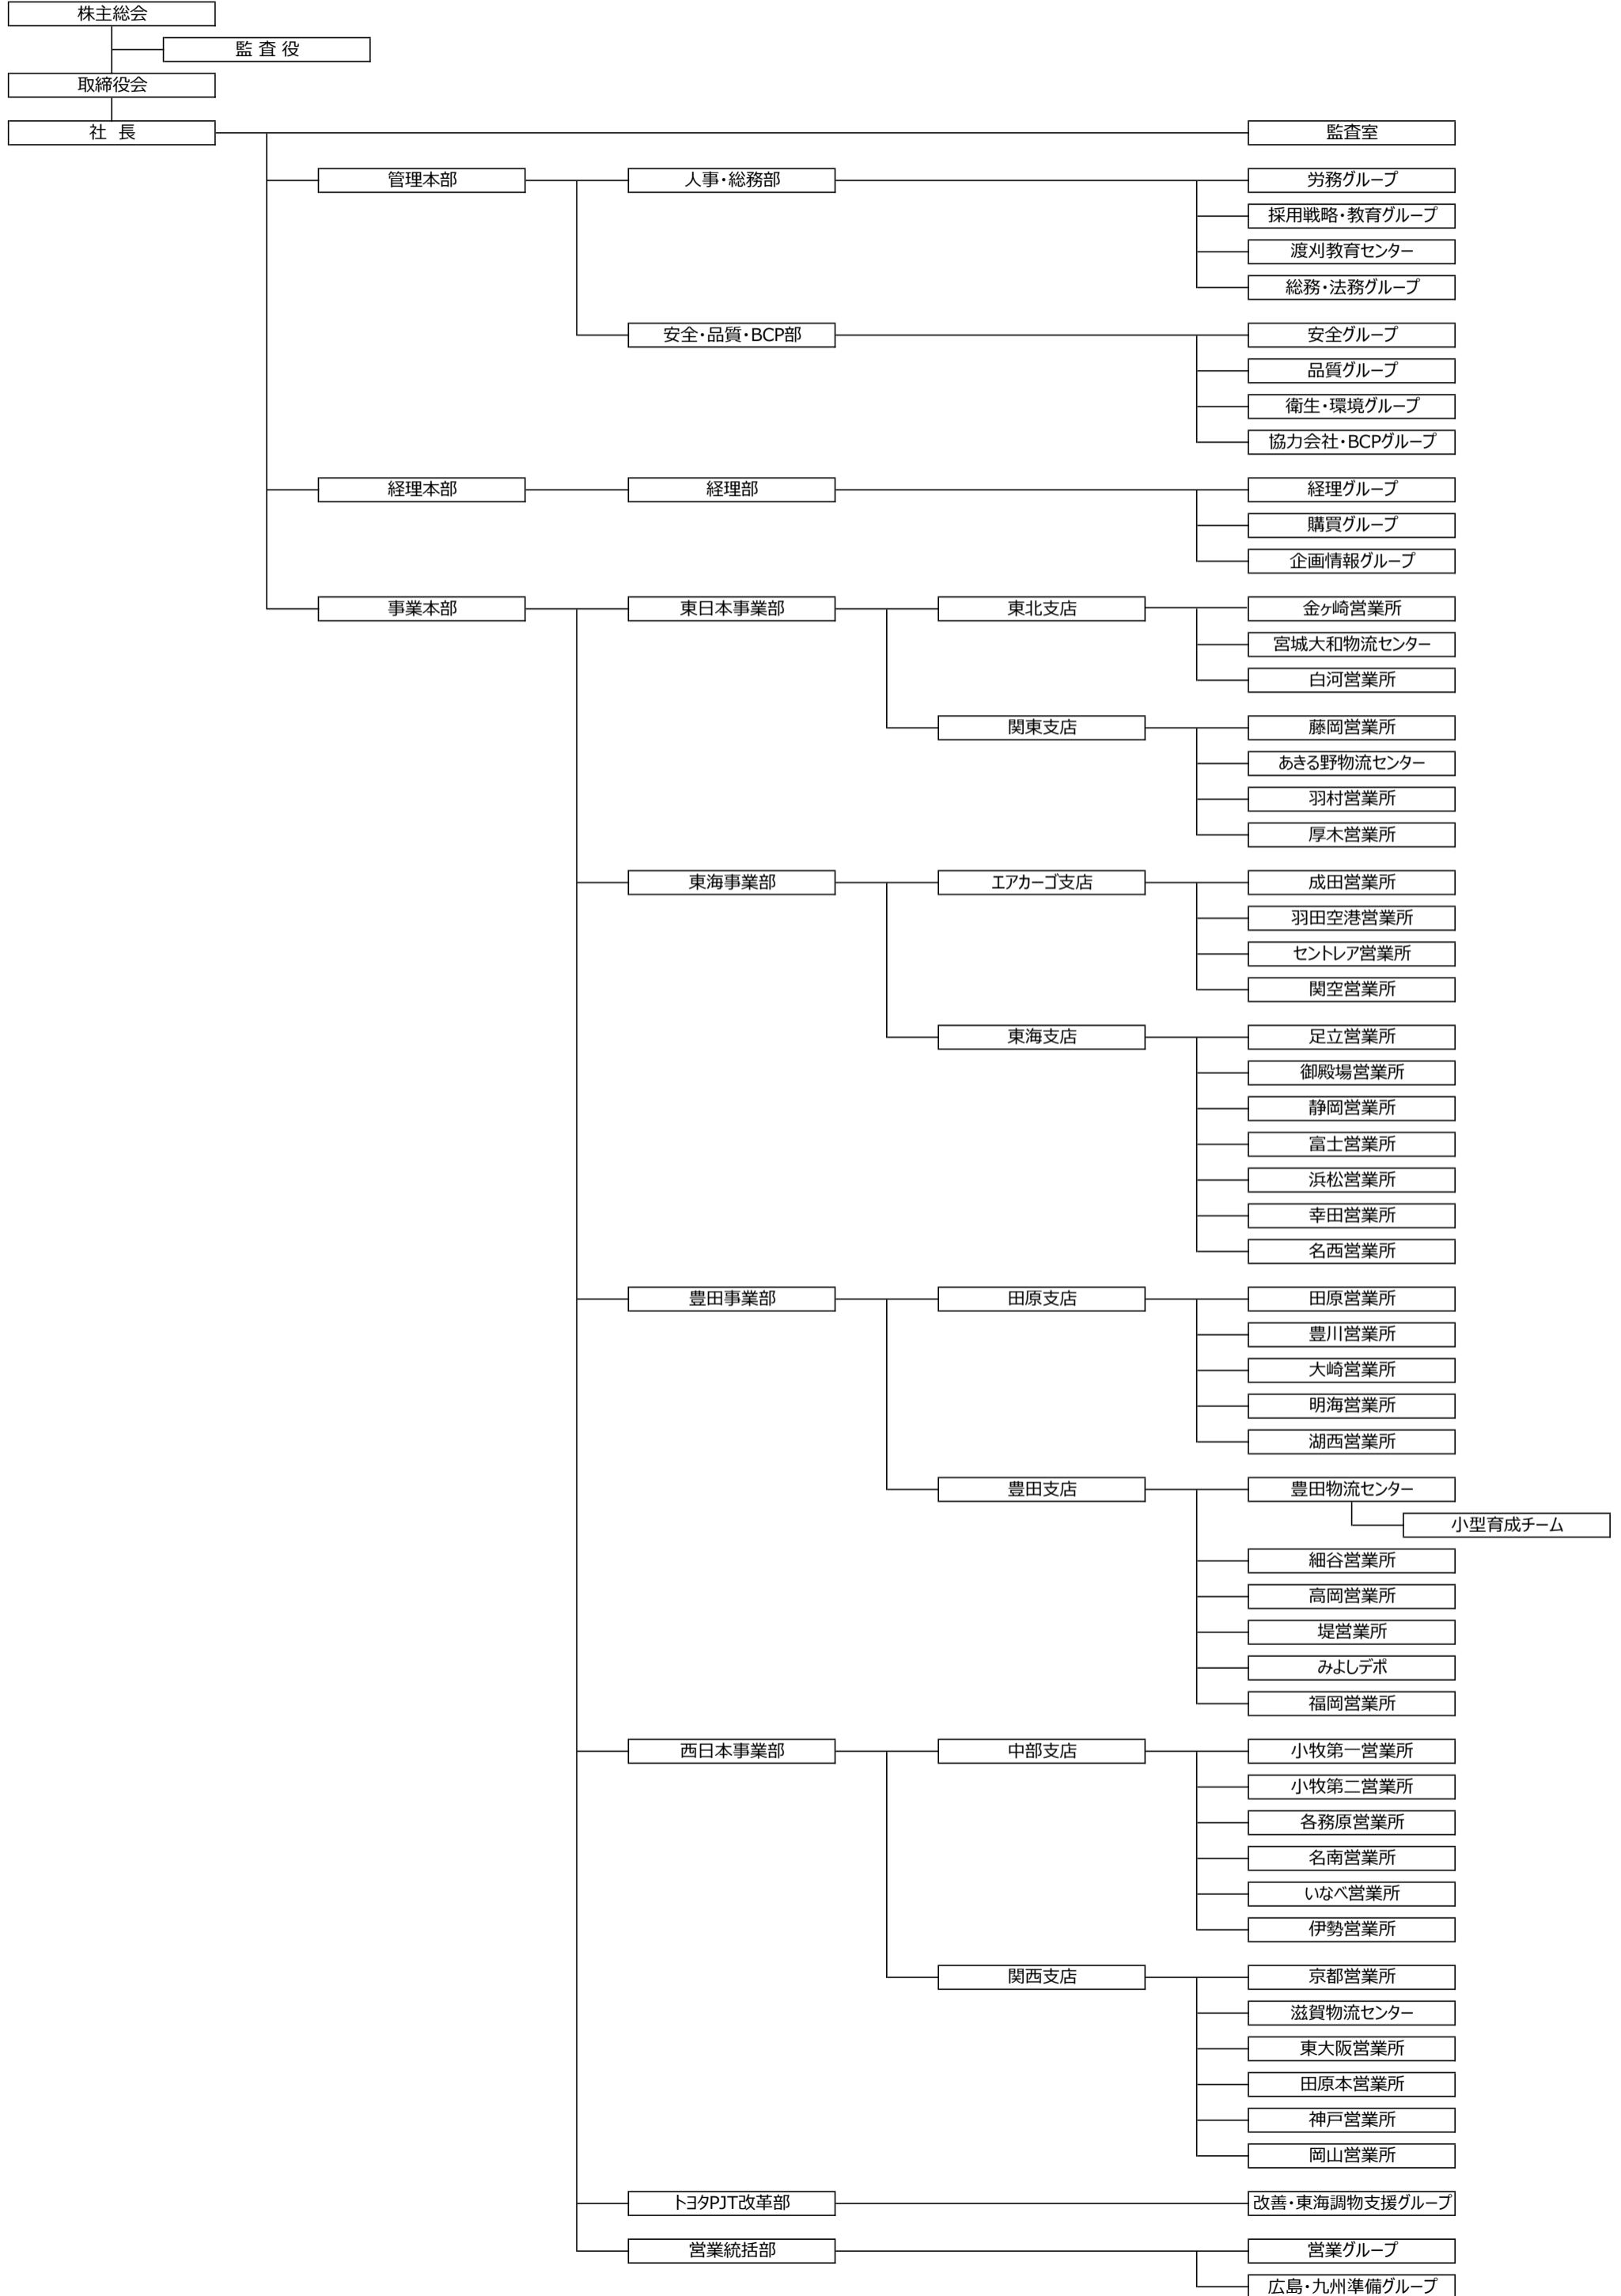 株主総会
監 査 役
取締役会
社 長
監査室
管理本部
人事・総務部
労務グループ
採用戦略・教育グループ
渡刈教育センター
総務・法務グループ
安全・品質・BCP部
安全グループ
品質グループ
衛生・環境グループ
協力会社・BCPグループ
経理本部
経理部
経理グループ
購買グループ
企画情報グループ
事業本部
東日本事業部
東北支店
金ヶ崎営業所
宮城大和物流センター
白河営業所
関東支店
藤岡営業所
あきる野物流センター
羽村営業所
厚木営業所
東海事業部
エアカーゴ支店
成田営業所
羽田空港営業所
セントレア営業所
関空営業所
東海支店
足立営業所
御殿場営業所
静岡営業所
富士営業所
浜松営業所
幸田営業所
名西営業所
豊田事業部
田原支店
田原営業所
豊川営業所
大崎営業所
明海営業所
湖西営業所
豊田支店
豊田物流センター
小型育成チーム
細谷営業所
高岡営業所
堤営業所
みよしデポ
福岡営業所
西日本事業部
中部支店
小牧第一営業所
小牧第二営業所
各務原営業所
名南営業所
いなべ営業所
伊勢営業所
関西支店
京都営業所
滋賀物流センター
東大阪営業所
田原本営業所
神戸営業所
岡山営業所
トヨタPJT改革部
改善・東海調物支援グループ
営業統括部
営業グループ
広島・九州準備グループ